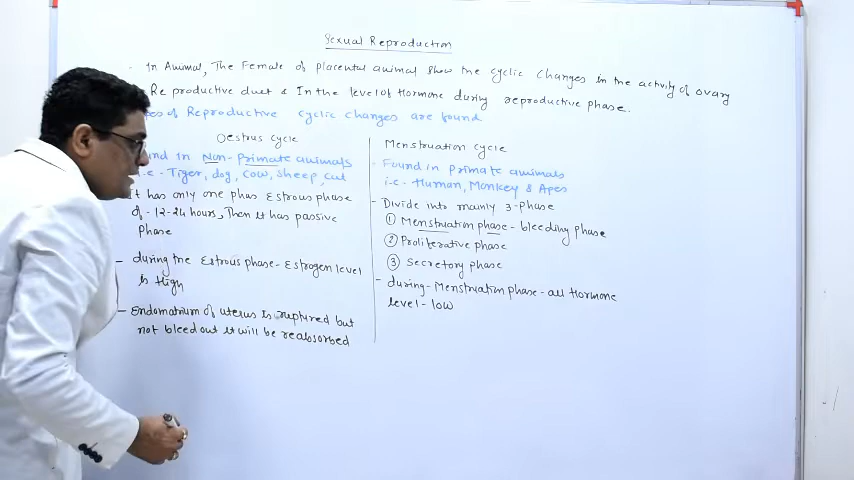 Sexual Reproduction
- In Animal, The Female of placental animal show the cyclic changes in the activity of ovary
Reproductive duct & In the level of Hormone during reproductive phase.
of Reproductive cyclic changes are found
Oestrus cycle
in Non-primate animals
i.e - Tiger, dog, cow, sheep, cat
It has only one phas Estrous phase
of - 12-24 hours, Then It has passive
Phase
- during the Estrous phase - Estrogen level
is High
- Endomatrium of uterus is ruptured but
not bleed out it will be reabsorbed
Menstruation cycle
- Found in primate animals
i.e - Human, Monkey & Apes
- Divide into mainly 3-phase
① Menstruation phase - bleeding phase
② Proliferative phase
③ Secretory phase
- during - Menstruation phase - all Hormone
level - low